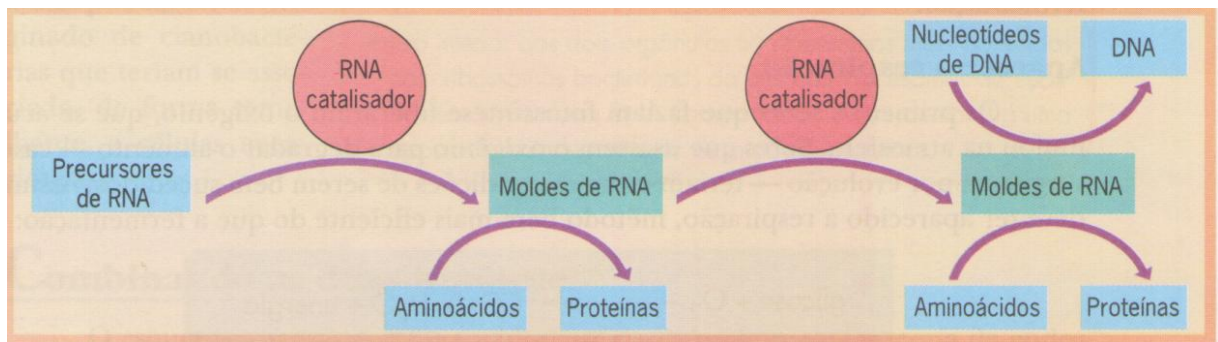 RNA
catalisador
RNA
catalisador
Nucleotídeos
de DNA
DNA
Precursores
de RNA
Moldes de RNA
Moldes de RNA
Aminoácidos
Proteínas
Aminoácidos
Proteínas